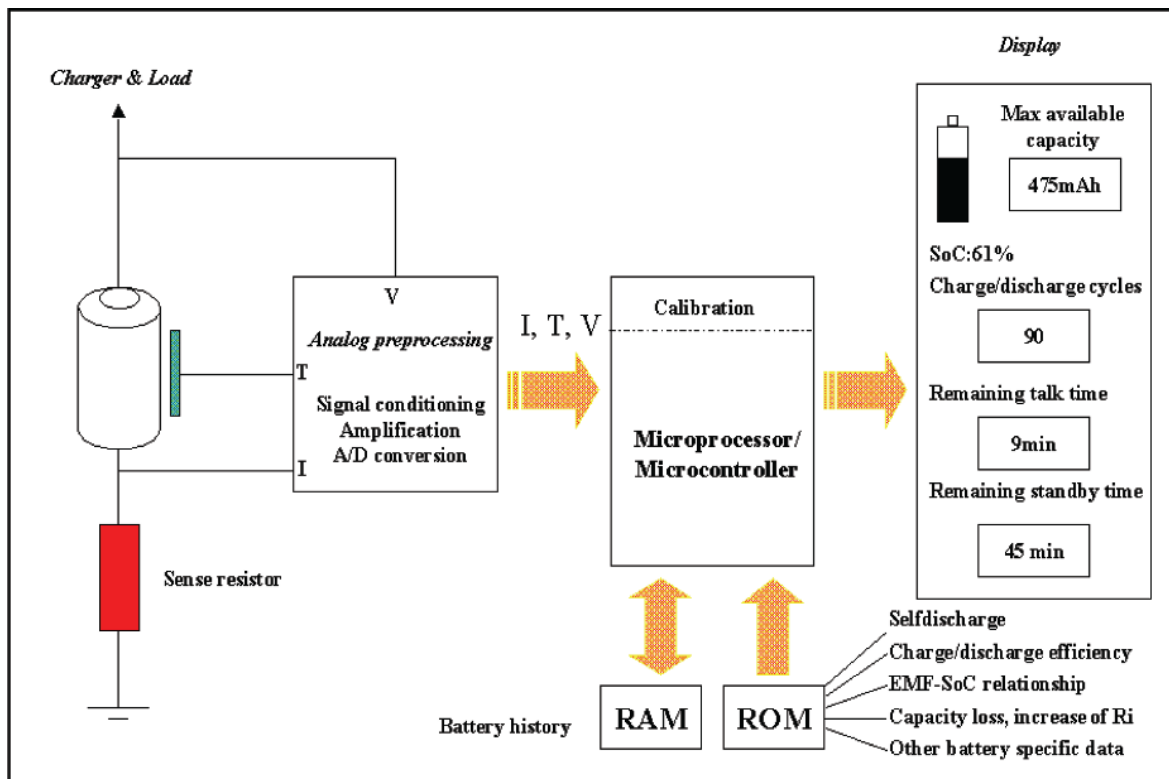 Charger & Load
V
Analog preprocessing
T
Signal conditioning
Amplification
A/D conversion
I
Sense resistor
I, T, V
Calibration
Microprocessor/
Microcontroller
Battery history
RAM
ROM
Selfdischarge
Charge/discharge efficiency
EMF-SoC relationship
Capacity loss, increase of Ri
Other battery specific data
Display
Max available
capacity
475mAh
SoC:61%
Charge/discharge cycles
90
Remaining talk time
9min
Remaining standby time
45 min